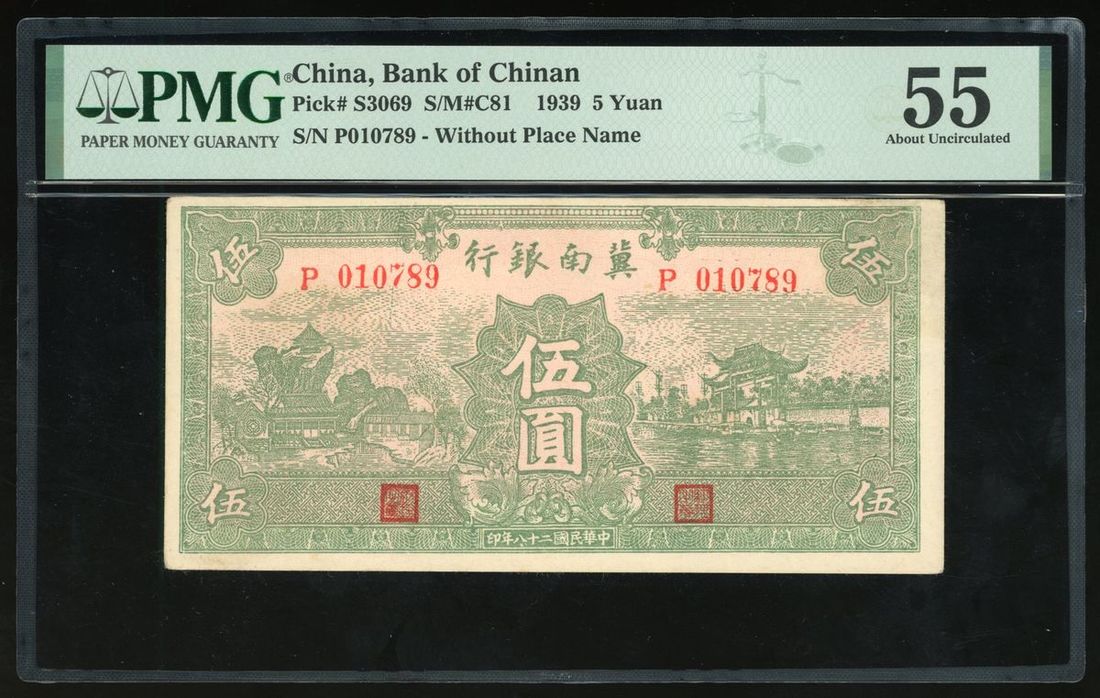 PMG®
PAPER MONEY GUARANTY
China, Bank of Chinan
Pick# S3069 S/M#C81 1939 5 Yuan
S/N P010789 - Without Place Name
55
About Uncirculated
行銀南冀
伍
伍
P 010789
P 010789
伍
圓
伍
伍
印年八十二國民華中